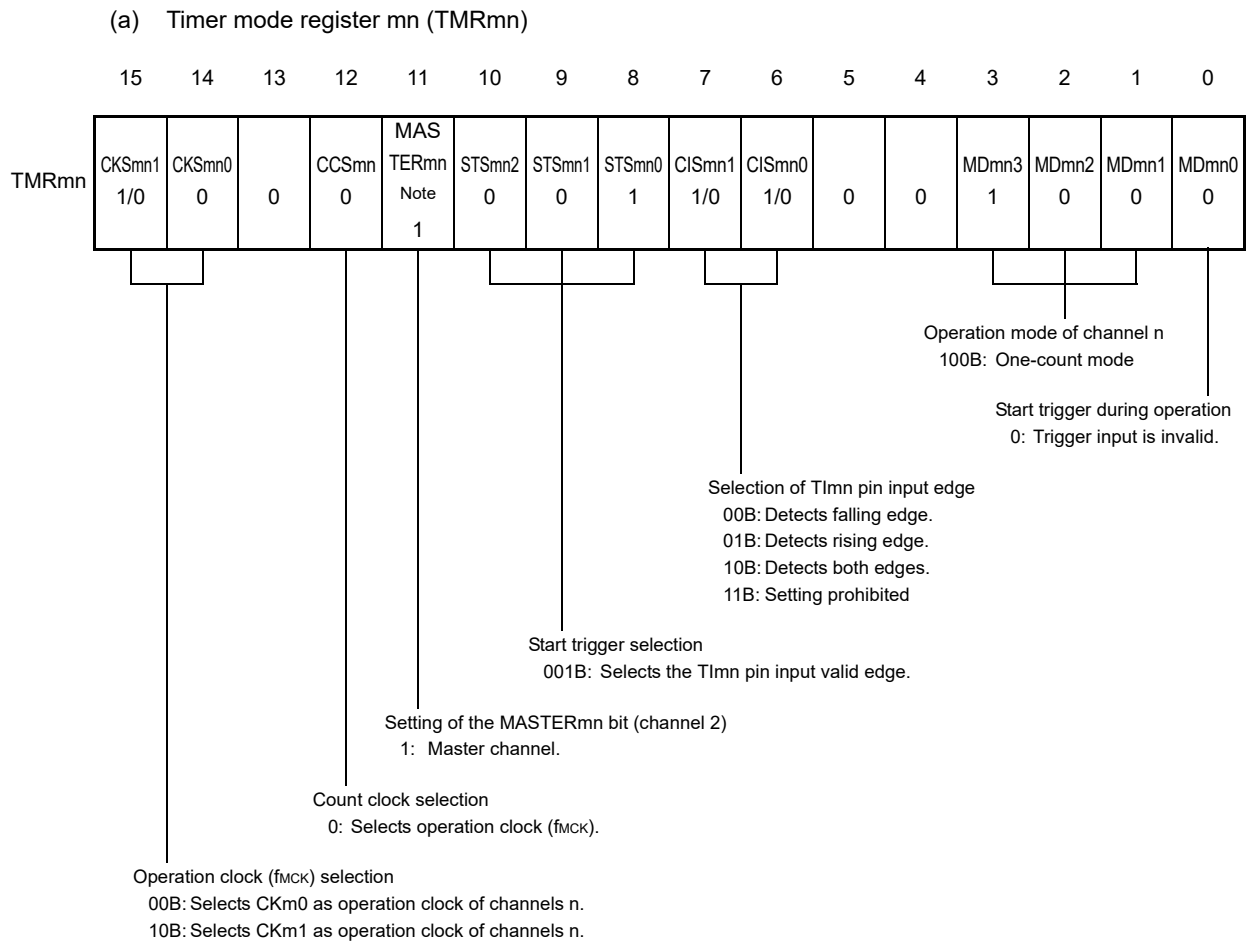 (a) Timer mode register mn (TMRmn)
15 14 13 12 11 10 9 8 7 6 5 4 3 2 1 0
TMRmn
CKSmn1 1/0
CKSmn0 0
0
CCSmn 0
MAS
TERmn
Note
1
STSmn2 0
STSmn1 0
STSmn0 1
CISmn1 1/0
CISmn0 1/0
0
0
MDmn3 1
MDmn2 0
MDmn1 0
MDmn0 0
Operation mode of channel n
100B: One-count mode
Start trigger during operation
0: Trigger input is invalid.
Selection of TImn pin input edge
00B: Detects falling edge.
01B: Detects rising edge.
10B: Detects both edges.
11B: Setting prohibited
Start trigger selection
001B: Selects the TImn pin input valid edge.
Setting of the MASTERmn bit (channel 2)
1: Master channel.
Count clock selection
0: Selects operation clock (fMCK).
Operation clock (fMCK) selection
00B: Selects CKm0 as operation clock of channels n.
10B: Selects CKm1 as operation clock of channels n.